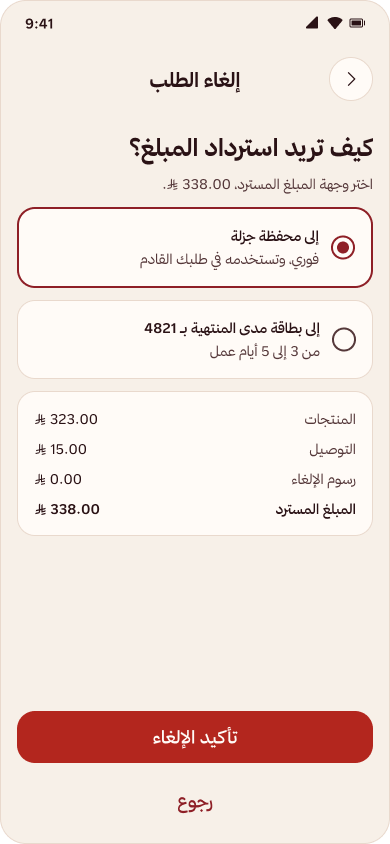 9:41
إلغاء الطلب
كيف تريد استرداد المبلغ؟
اختر وجهة المبلغ المسترد، 338.00 ⃁.
إلى محفظة جزلة
فوري، وتستخدمه في طلبك القادم
إلى بطاقة مدى المنتهية بـ 4821
من 3 إلى 5 أيام عمل
المنتجات 323.00 ⃁
التوصيل 15.00 ⃁
رسوم الإلغاء 0.00 ⃁
المبلغ المسترد 338.00 ⃁
تأكيد الإلغاء
رجوع